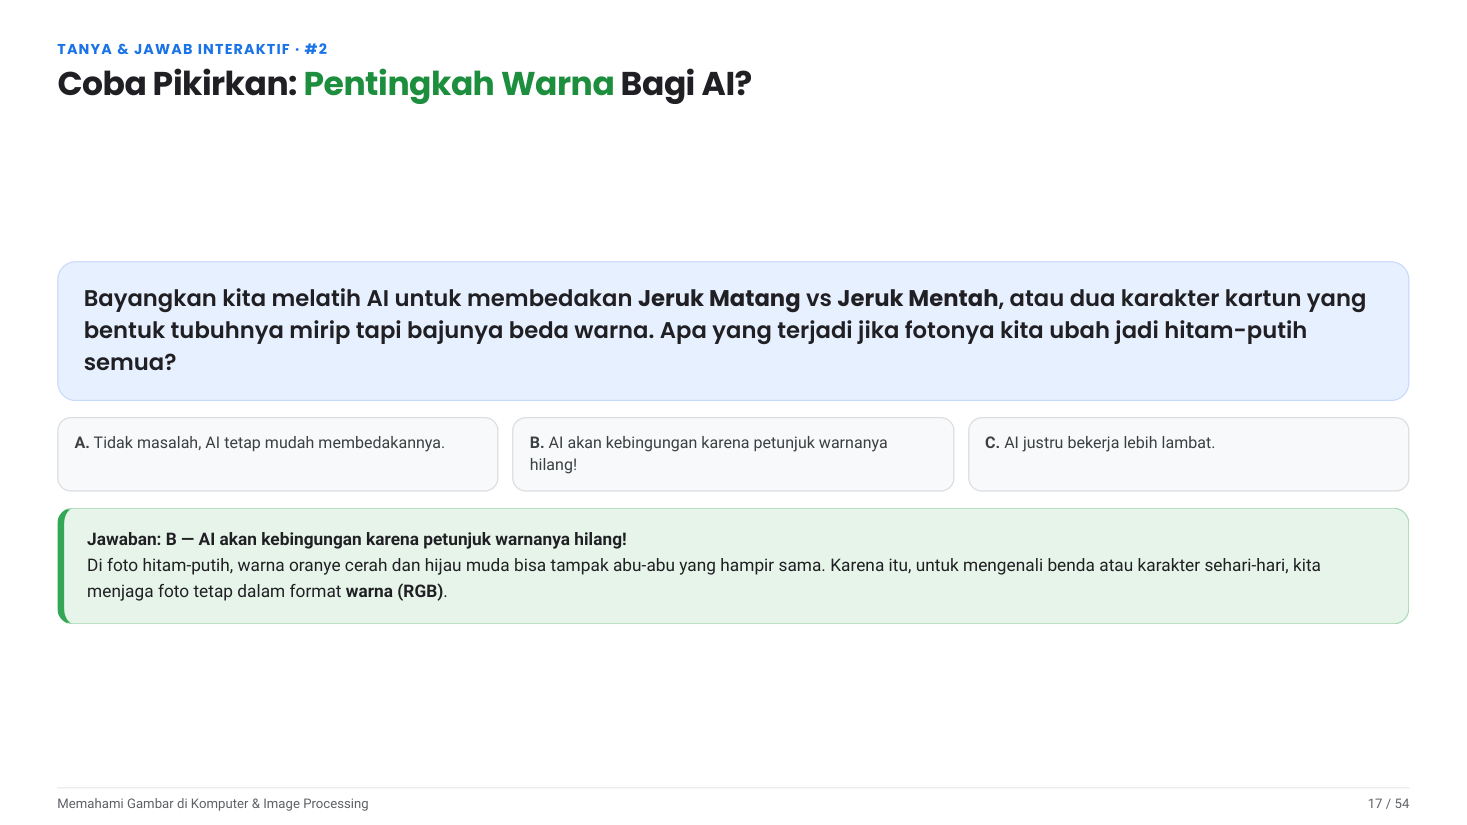 TANYA & JAWAB INTERAKTIF · #2
Coba Pikirkan: Pentingkah Warna Bagi AI?
Bayangkan kita melatih AI untuk membedakan Jeruk Matang vs Jeruk Mentah, atau dua karakter kartun yang
bentuk tubuhnya mirip tapi bajunya beda warna. Apa yang terjadi jika fotonya kita ubah jadi hitam-putih
semua?
A. Tidak masalah, AI tetap mudah membedakannya.
B. AI akan kebingungan karena petunjuk warnanya
hilang!
C. AI justru bekerja lebih lambat.
Jawaban: B — AI akan kebingungan karena petunjuk warnanya hilang!
Di foto hitam-putih, warna oranye cerah dan hijau muda bisa tampak abu-abu yang hampir sama. Karena itu, untuk mengenali benda atau karakter sehari-hari, kita
menjaga foto tetap dalam format warna (RGB).
Memahami Gambar di Komputer & Image Processing
17 / 54